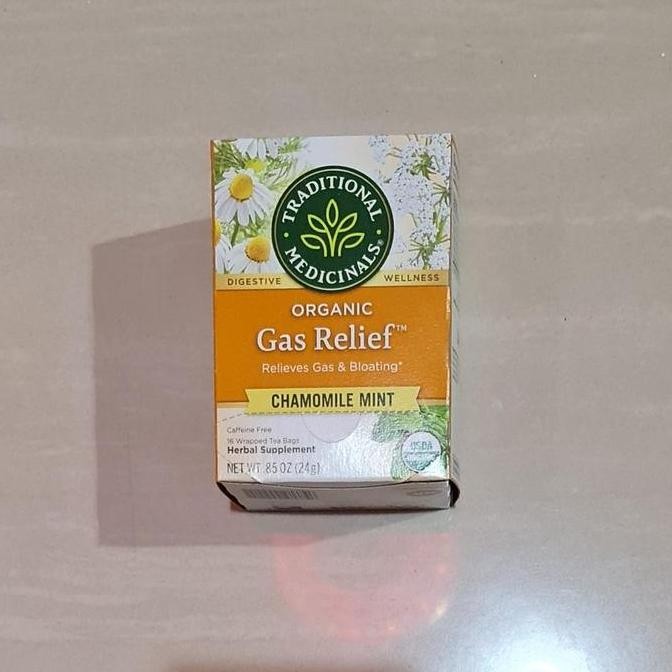 TRADITIONAL
MEDICINALS®
DIGESTIVE WELLNESS
ORGANIC
Gas Relief™
Relieves Gas & Bloating*
CHAMOMILE MINT
Caffeine Free
16 Wrapped Tea Bags
Herbal Supplement
NET WT .85 OZ (24g)
USDA